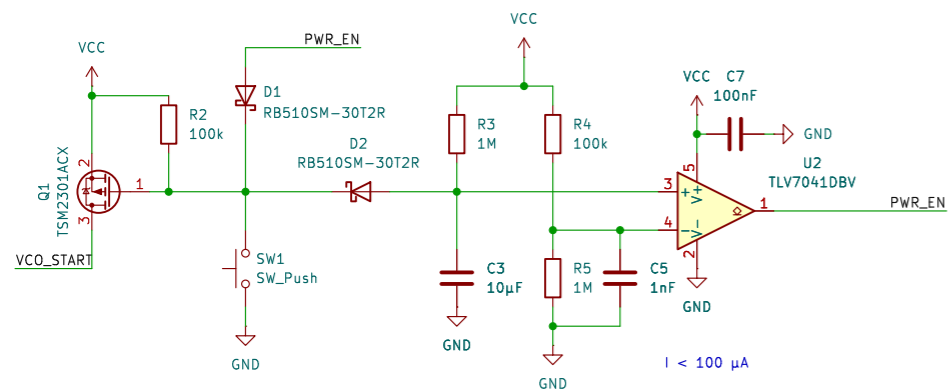 PWR_EN
VCC
VCC
VCC
C7
100nF
D1
RB510SM-30T2R
R2
100k
R3
1M
R4
100k
GND
D2
RB510SM-30T2R
U2
TLV7041DBV
Q1
TSM2301ACX
2
1
3
5
3
+
V+
1
PWR_EN
4
-
V-
2
VCO_START
SW1
SW_Push
C3
10µF
R5
1M
C5
1nF
GND
GND
GND
GND
I < 100 µA